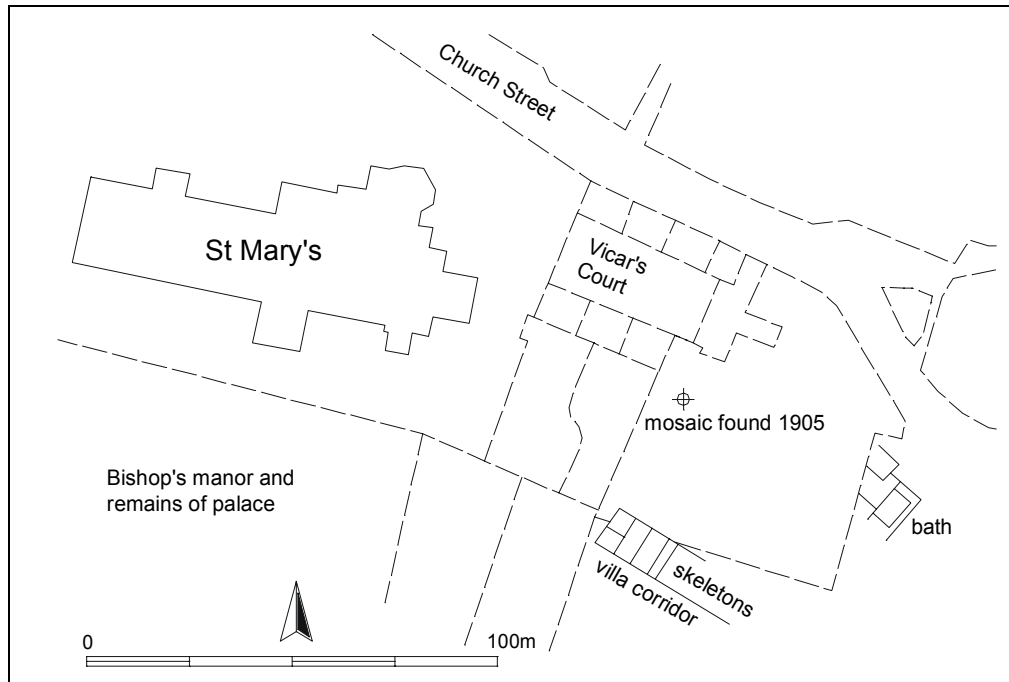 Church Street
St Mary's
Vicar's
Court
mosaic found 1905
Bishop's manor and
remains of palace
bath
skeletons
villa corridor
0
100m